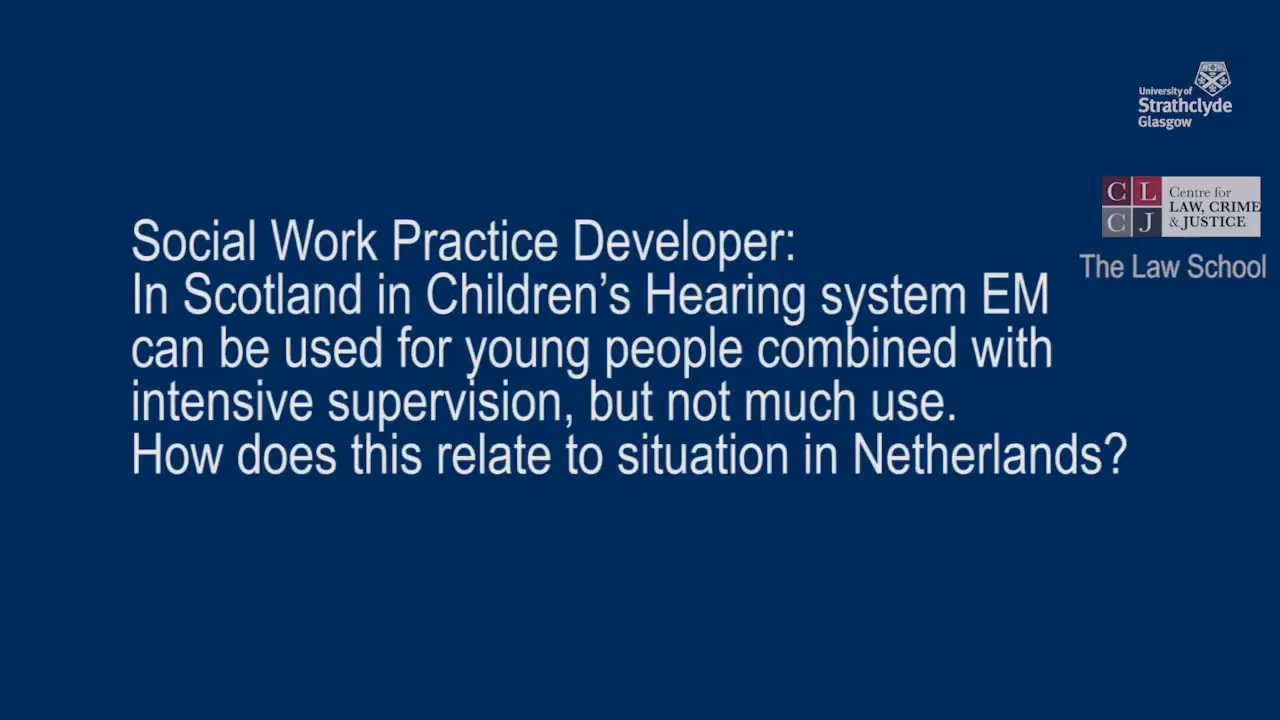 University of
Strathclyde
Glasgow
C L
C J
Centre for
LAW, CRIME
& JUSTICE
The Law School
Social Work Practice Developer:
In Scotland in Children's Hearing system EM
can be used for young people combined with
intensive supervision, but not much use.
How does this relate to situation in Netherlands?